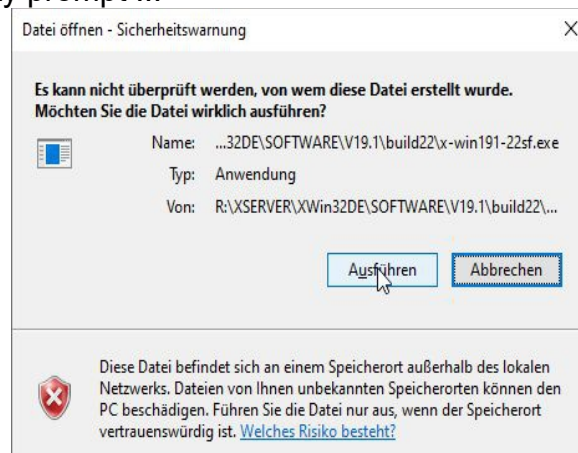 y prompt ...
Datei öffnen - Sicherheitswarnung
Es kann nicht überprüft werden, von wem diese Datei erstellt wurde.
Möchten Sie die Datei wirklich ausführen?
Name: ...32DE\SOFTWARE\V19.1\build22\x-win191-22sf.exe
Typ: Anwendung
Von: R:\XSERVER\XWin32DE\SOFTWARE\V19.1\build22\...
Ausführen Abbrechen
Diese Datei befindet sich an einem Speicherort außerhalb des lokalen
Netzwerks. Dateien von Ihnen unbekannten Speicherorten können den
PC beschädigen. Führen Sie die Datei nur aus, wenn der Speicherort
vertrauenswürdig ist. Welches Risiko besteht?